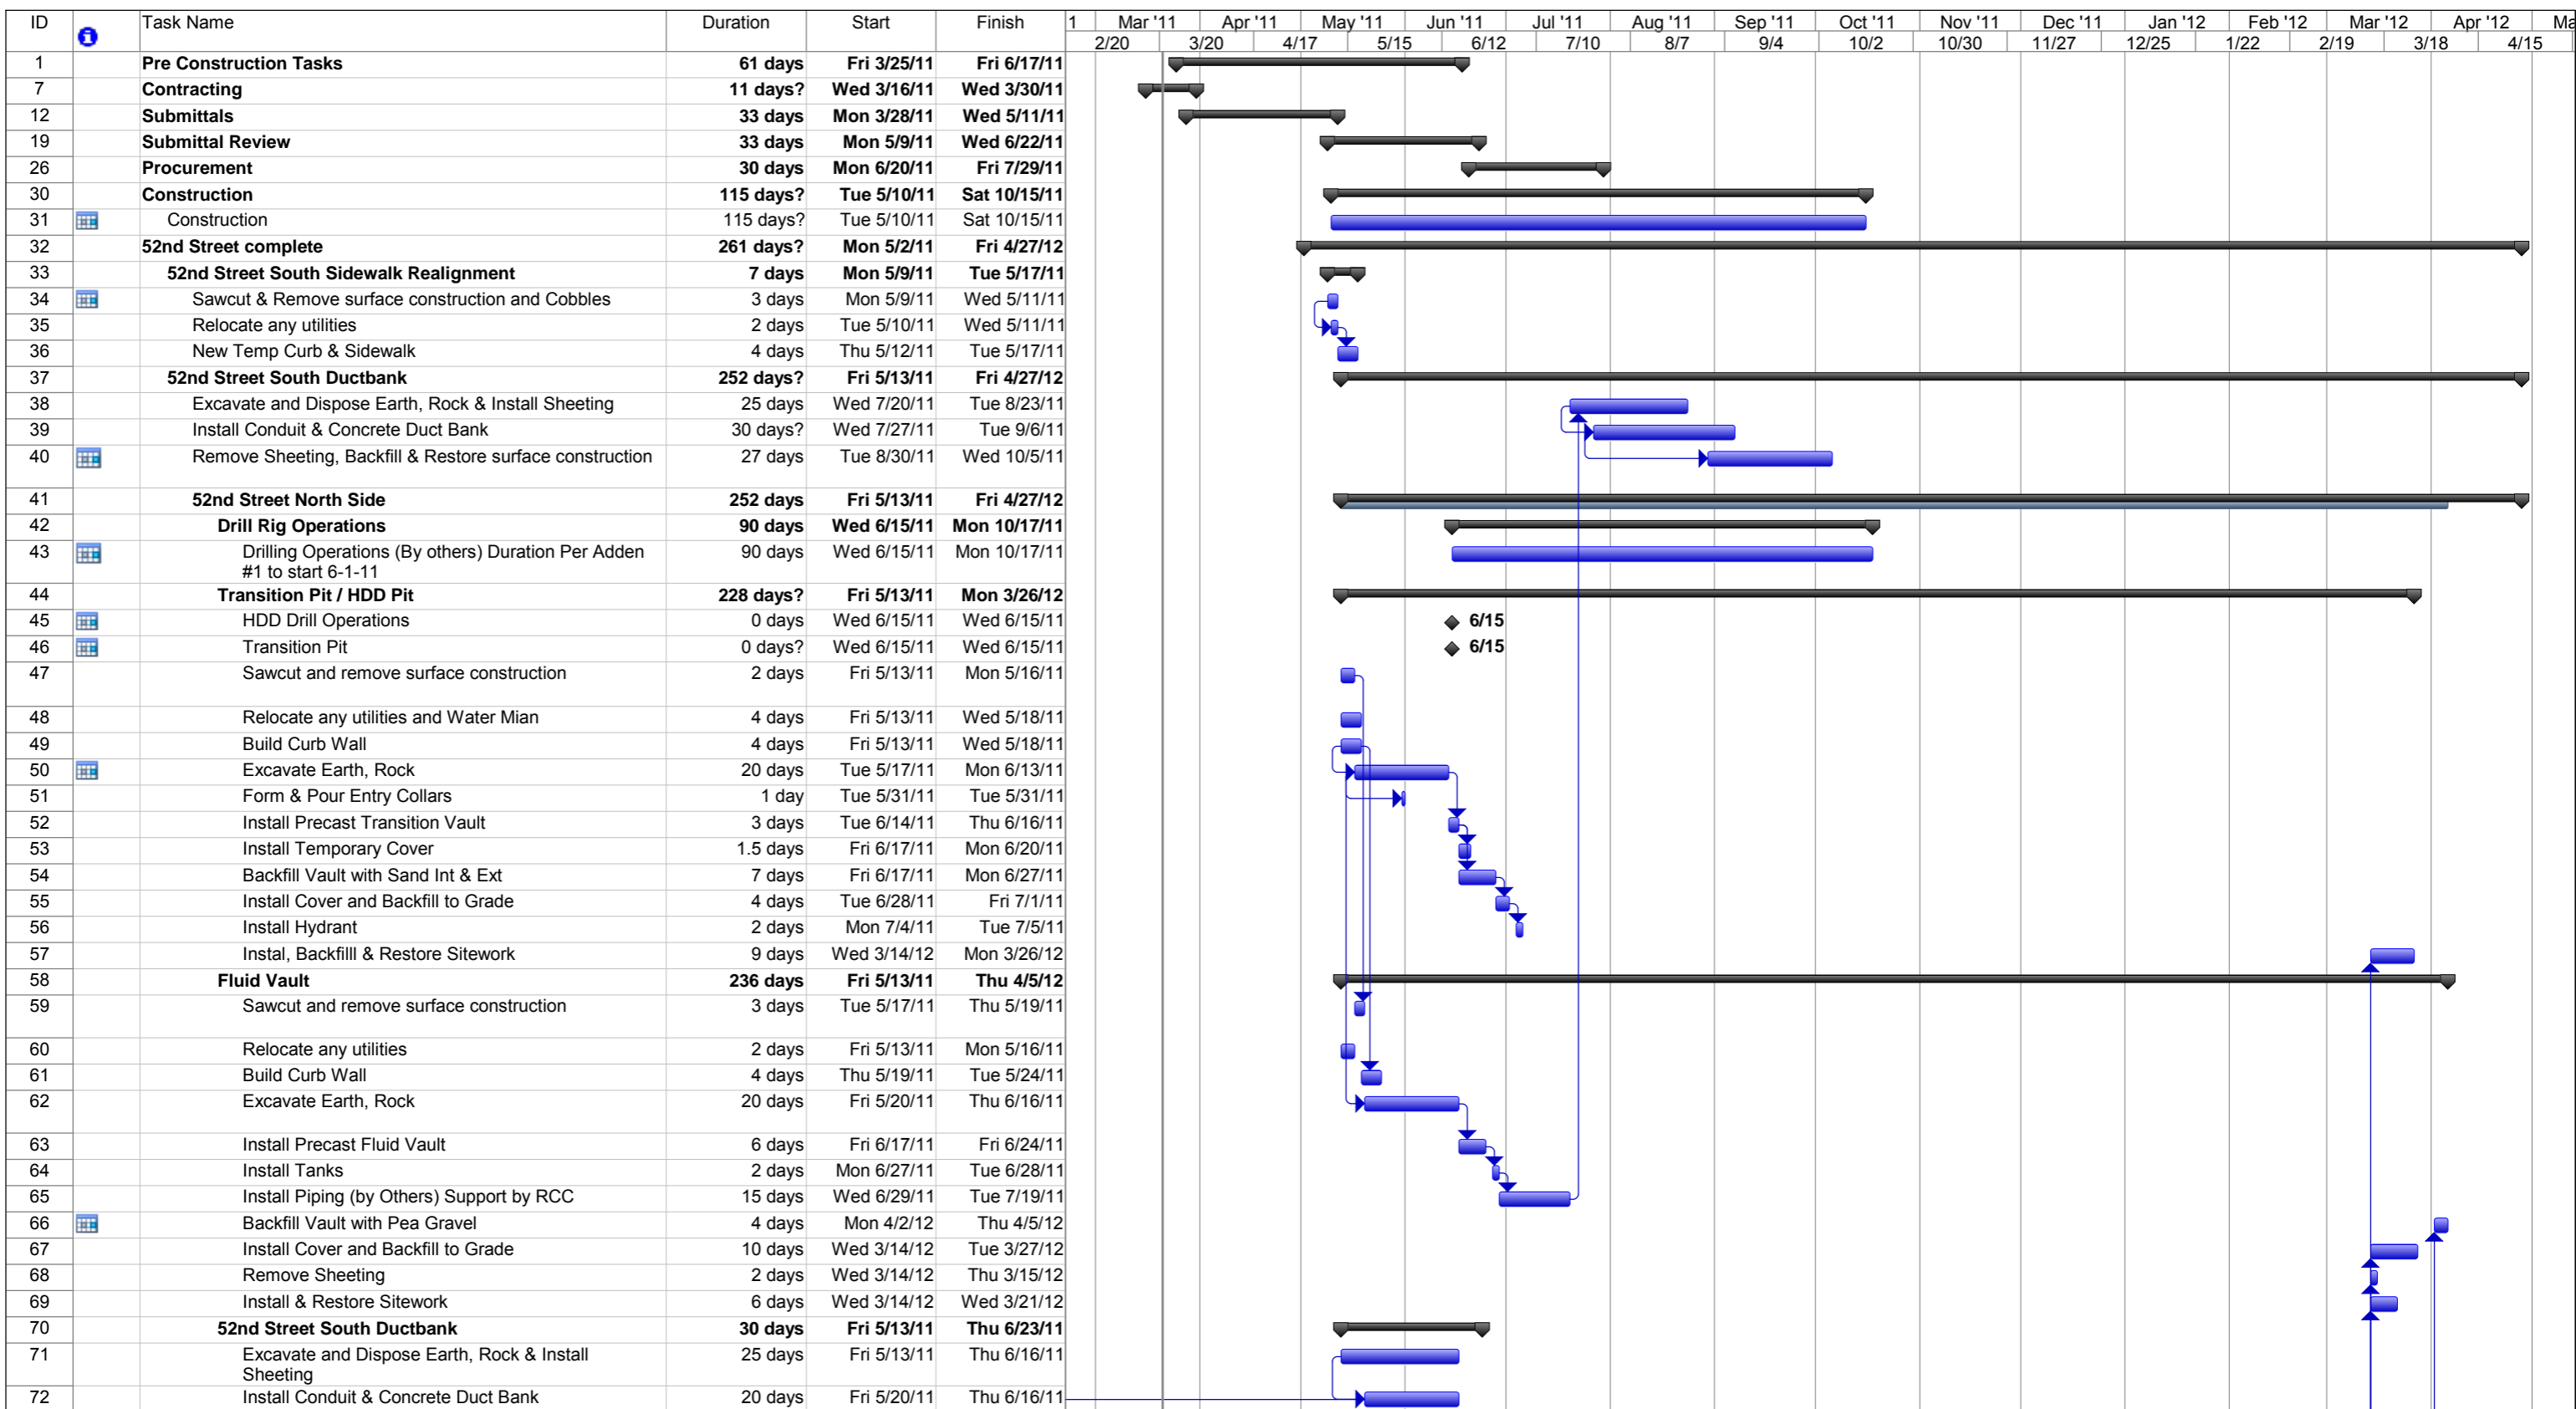 ID Task Name Duration Start Finish 1 Mar '11 Apr '11 May '11 Jun '11 Jul '11 Aug '11 Sep '11 Oct '11 Nov '11 Dec '11 Jan '12 Feb '12 Mar '12 Apr '12 Ma
2/20 3/20 4/17 5/15 6/12 7/10 8/7 9/4 10/2 10/30 11/27 12/25 1/22 2/19 3/18 4/15
1 Pre Construction Tasks 61 days Fri 3/25/11 Fri 6/17/11
7 Contracting 11 days? Wed 3/16/11 Wed 3/30/11
12 Submittals 33 days Mon 3/28/11 Wed 5/11/11
19 Submittal Review 33 days Mon 5/9/11 Wed 6/22/11
26 Procurement 30 days Mon 6/20/11 Fri 7/29/11
30 Construction 115 days? Tue 5/10/11 Sat 10/15/11
31 Construction 115 days? Tue 5/10/11 Sat 10/15/11
32 52nd Street complete 261 days? Mon 5/2/11 Fri 4/27/12
33 52nd Street South Sidewalk Realignment 7 days Mon 5/9/11 Tue 5/17/11
34 Sawcut & Remove surface construction and Cobbles 3 days Mon 5/9/11 Wed 5/11/11
35 Relocate any utilities 2 days Tue 5/10/11 Wed 5/11/11
36 New Temp Curb & Sidewalk 4 days Thu 5/12/11 Tue 5/17/11
37 52nd Street South Ductbank 252 days? Fri 5/13/11 Fri 4/27/12
38 Excavate and Dispose Earth, Rock & Install Sheeting 25 days Wed 7/20/11 Tue 8/23/11
39 Install Conduit & Concrete Duct Bank 30 days? Wed 7/27/11 Tue 9/6/11
40 Remove Sheeting, Backfill & Restore surface construction 27 days Tue 8/30/11 Wed 10/5/11
41 52nd Street North Side 252 days Fri 5/13/11 Fri 4/27/12
42 Drill Rig Operations 90 days Wed 6/15/11 Mon 10/17/11
43 Drilling Operations (By others) Duration Per Adden 90 days Wed 6/15/11 Mon 10/17/11
#1 to start 6-1-11
44 Transition Pit / HDD Pit 228 days? Fri 5/13/11 Mon 3/26/12
45 HDD Drill Operations 0 days Wed 6/15/11 Wed 6/15/11 6/15
46 Transition Pit 0 days? Wed 6/15/11 Wed 6/15/11 6/15
47 Sawcut and remove surface construction 2 days Fri 5/13/11 Mon 5/16/11
48 Relocate any utilities and Water Mian 4 days Fri 5/13/11 Wed 5/18/11
49 Build Curb Wall 4 days Fri 5/13/11 Wed 5/18/11
50 Excavate Earth, Rock 20 days Tue 5/17/11 Mon 6/13/11
51 Form & Pour Entry Collars 1 day Tue 5/31/11 Tue 5/31/11
52 Install Precast Transition Vault 3 days Tue 6/14/11 Thu 6/16/11
53 Install Temporary Cover 1.5 days Fri 6/17/11 Mon 6/20/11
54 Backfill Vault with Sand Int & Ext 7 days Fri 6/17/11 Mon 6/27/11
55 Install Cover and Backfill to Grade 4 days Tue 6/28/11 Fri 7/1/11
56 Install Hydrant 2 days Mon 7/4/11 Tue 7/5/11
57 Instal, Backfilll & Restore Sitework 9 days Wed 3/14/12 Mon 3/26/12
58 Fluid Vault 236 days Fri 5/13/11 Thu 4/5/12
59 Sawcut and remove surface construction 3 days Tue 5/17/11 Thu 5/19/11
60 Relocate any utilities 2 days Fri 5/13/11 Mon 5/16/11
61 Build Curb Wall 4 days Thu 5/19/11 Tue 5/24/11
62 Excavate Earth, Rock 20 days Fri 5/20/11 Thu 6/16/11
63 Install Precast Fluid Vault 6 days Fri 6/17/11 Fri 6/24/11
64 Install Tanks 2 days Mon 6/27/11 Tue 6/28/11
65 Install Piping (by Others) Support by RCC 15 days Wed 6/29/11 Tue 7/19/11
66 Backfill Vault with Pea Gravel 4 days Mon 4/2/12 Thu 4/5/12
67 Install Cover and Backfill to Grade 10 days Wed 3/14/12 Tue 3/27/12
68 Remove Sheeting 2 days Wed 3/14/12 Thu 3/15/12
69 Install & Restore Sitework 6 days Wed 3/14/12 Wed 3/21/12
70 52nd Street South Ductbank 30 days Fri 5/13/11 Thu 6/23/11
71 Excavate and Dispose Earth, Rock & Install 25 days Fri 5/13/11 Thu 6/16/11
Sheeting
72 Install Conduit & Concrete Duct Bank 20 days Fri 5/20/11 Thu 6/16/11